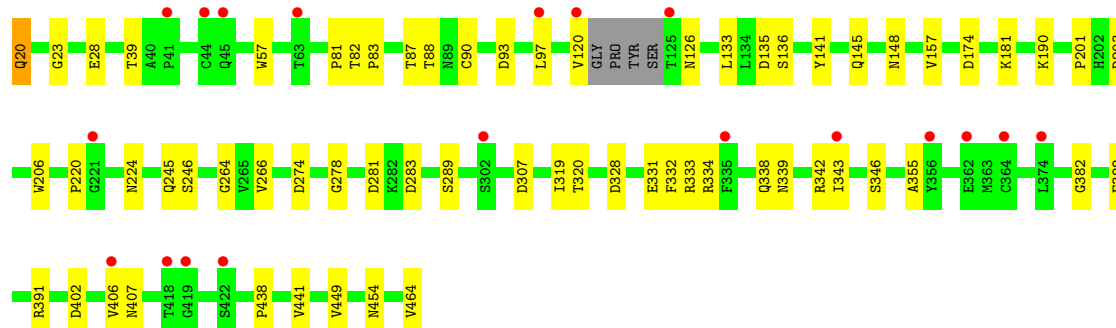 Q20 G23 E28 T39 A40 P41 C44 Q45 W57 T63 P81 T82 P83 T87 T88 N89 C90 D93 L97 V120 GLY PRO TYR SER T125 N126 L133 L134 D135 S136 Y141 Q145 N148 V157 D174 K181 K190 P201 H202
W206 P220 G221 N224 Q245 S246 G264 V265 V266 D274 G278 D281 K282 D283 S289 S302 D307 I319 T320 D328 E331 F332 R333 R334 F335 Q338 N339 R342 I343 S346 A355 Y356 E362 M363 C364 L374 G382
R391 D402 V406 N407 T418 G419 S422 P438 V441 V449 N454 V464